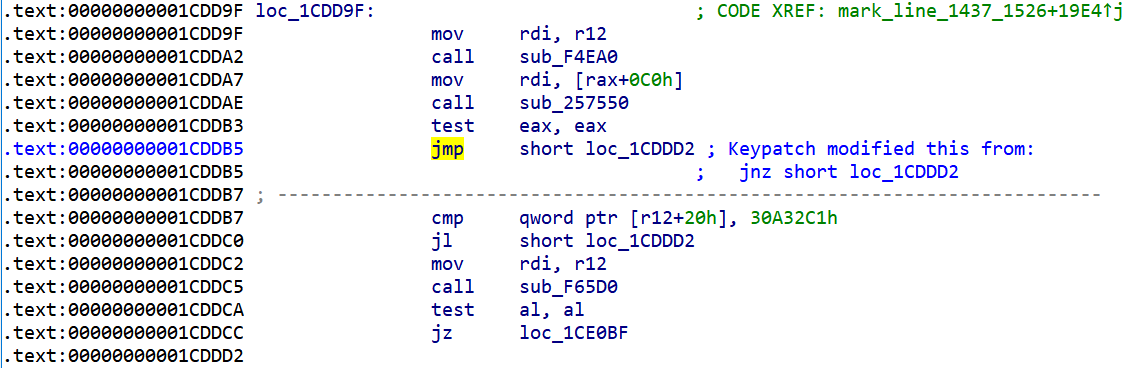 .text:00000000001CDD9F loc_1CDD9F: ; CODE XREF: mark_line_1437_1526+19E4↑j
.text:00000000001CDD9F mov rdi, r12
.text:00000000001CDDA2 call sub_F4EA0
.text:00000000001CDDA7 mov rdi, [rax+0C0h]
.text:00000000001CDDAE call sub_257550
.text:00000000001CDDB3 test eax, eax
.text:00000000001CDDB5 jmp short loc_1CDDD2 ; Keypatch modified this from:
.text:00000000001CDDB5 ; jnz short loc_1CDDD2
.text:00000000001CDDB7 ; ---------------------------------------------------------------------------
.text:00000000001CDDB7 cmp qword ptr [r12+20h], 30A32C1h
.text:00000000001CDDC0 jl short loc_1CDDD2
.text:00000000001CDDC2 mov rdi, r12
.text:00000000001CDDC5 call sub_F65D0
.text:00000000001CDDCA test al, al
.text:00000000001CDDCC jz loc_1CE0BF
.text:00000000001CDDD2